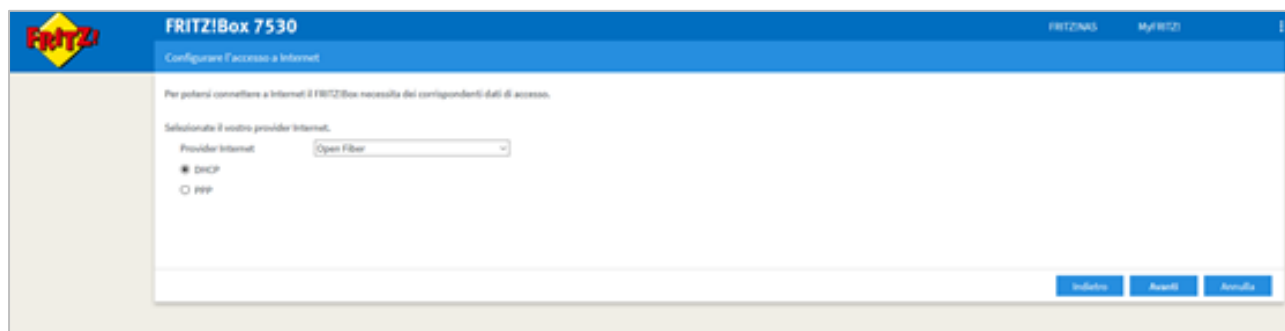 FRITZ!
FRITZ!Box 7530
FRITZ!NAS
MyFRITZ!
Configurare l'accesso a Internet
Per potersi connettere a Internet il FRITZ!Box necessita dei corrispondenti dati di accesso.
Selezionate il vostro provider Internet.
Provider Internet
Open Fiber
DHCP
PPP
Indietro
Avanti
Annulla